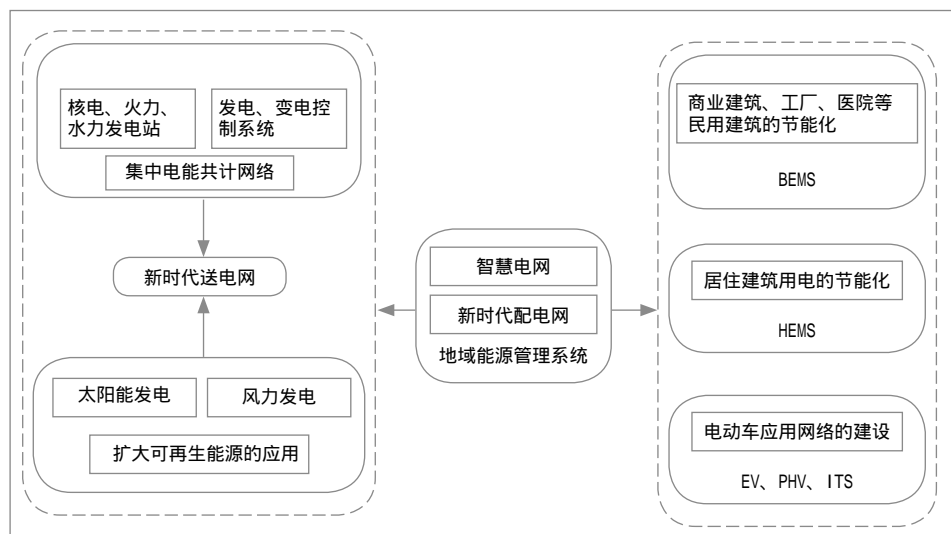 核电、火力、
水力发电站
发电、变电控
制系统
集中电能共计网络
新时代送电网
太阳能发电
风力发电
扩大可再生能源的应用
智慧电网
新时代配电网
地域能源管理系统
商业建筑、工厂、医院等
民用建筑的节能化
BEMS
居住建筑用电的节能化
HEMS
电动车应用网络的建设
EV、PHV、ITS